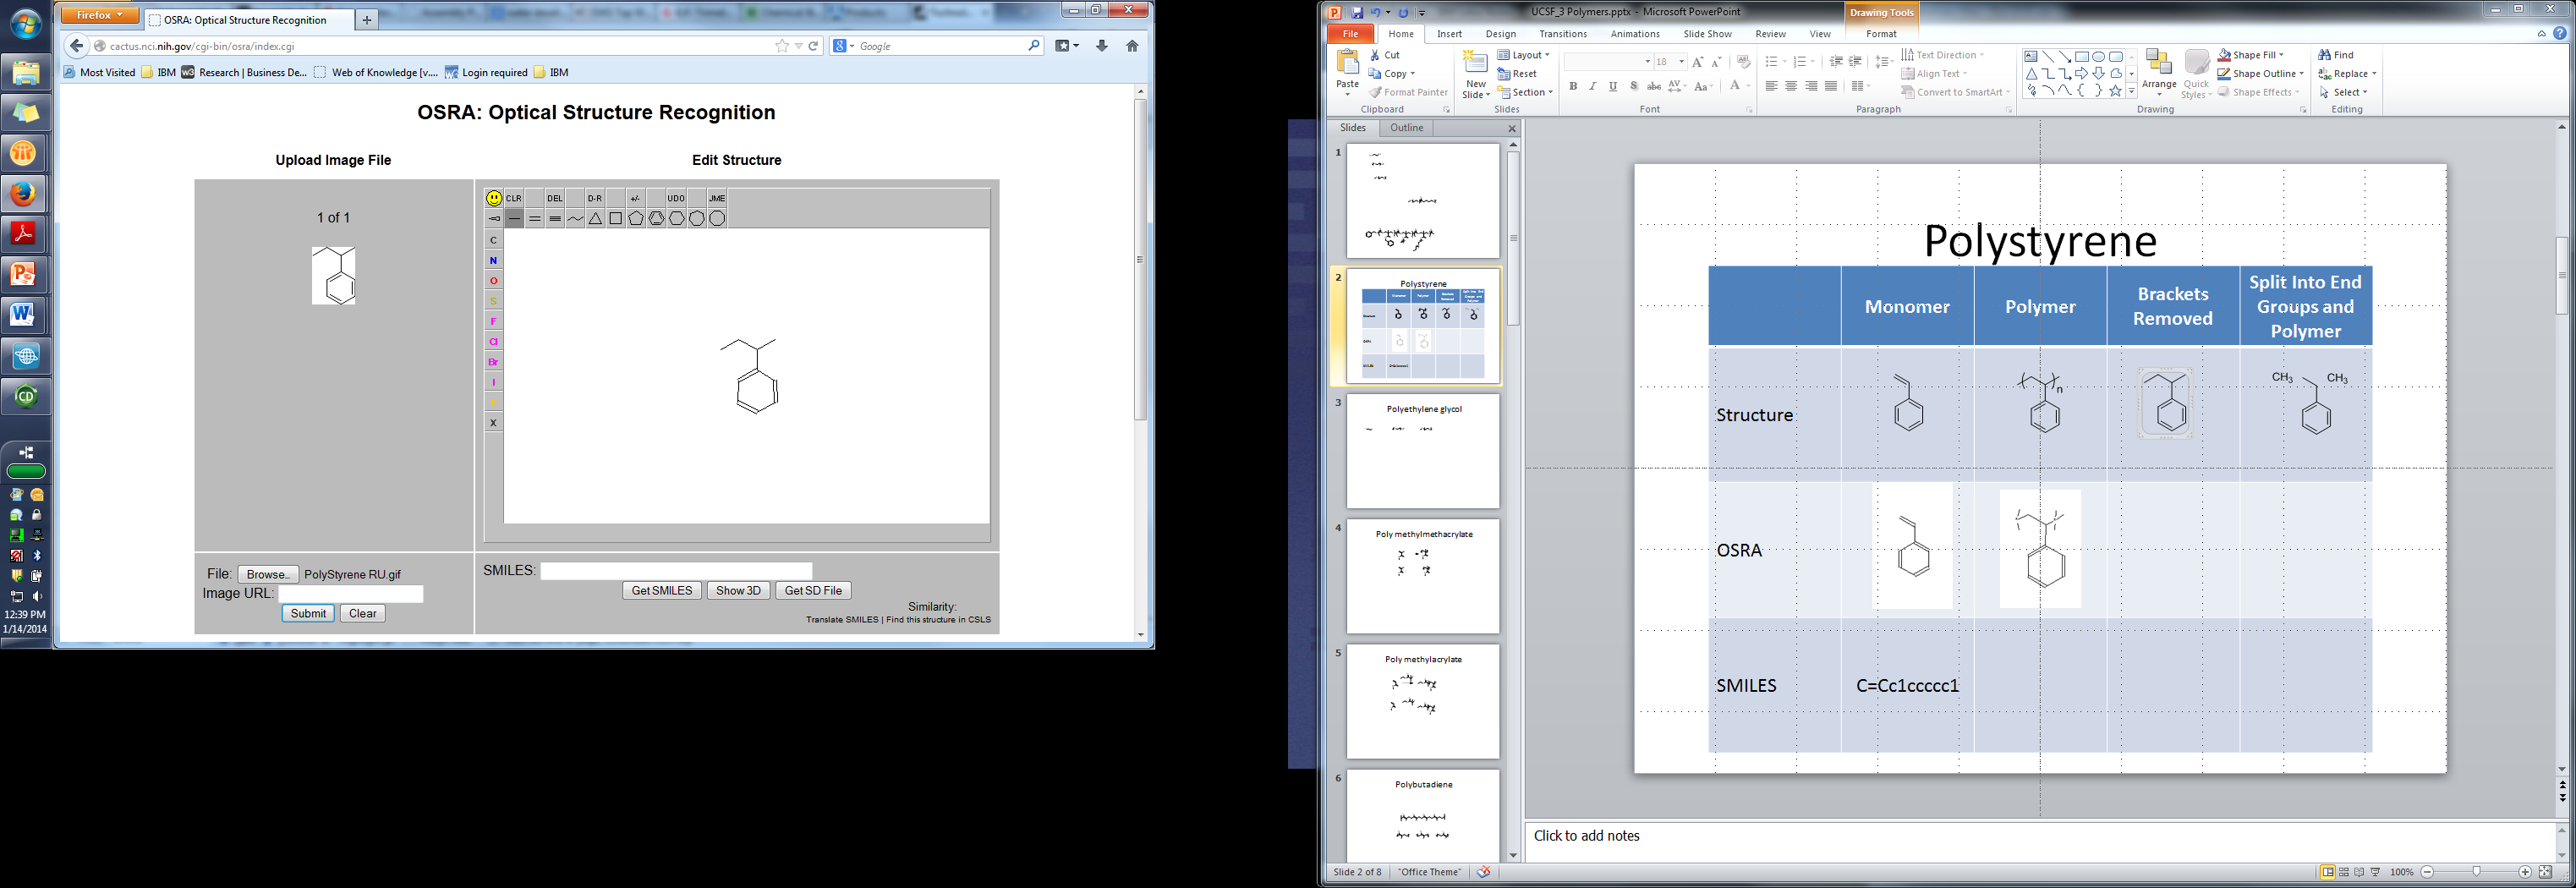 Firefox
OSRA: Optical Structure Recognition
cactus.nci.nih.gov/cgi-bin/osra/index.cgi
Google
Most Visited
IBM
Research | Business De...
Web of Knowledge [v....
Login required
IBM
OSRA: Optical Structure Recognition
Upload Image File
Edit Structure
1 of 1
CLR
DEL
D-R
+/-
UDO
JME
C
N
O
S
F
Cl
Br
I
X
File:
Browse..
PolyStyrene RU.gif
Image URL:
Submit
Clear
SMILES:
Get SMILES
Show 3D
Get SD File
Similarity:
Translate SMILES | Find this structure in CSLS
12:39 PM
1/14/2014
UCSF_3 Polymers.pptx - Microsoft PowerPoint
Drawing Tools
File
Home
Insert
Design
Transitions
Animations
Slide Show
Review
View
Format
Paste
Cut
Copy
Format Painter
Clipboard
New
Slide
Layout
Reset
Section
Slides
18
Font
Text Direction
Align Text
Convert to SmartArt
Paragraph
Arrange
Quick
Styles
Shape Fill
Shape Outline
Shape Effects
Drawing
Find
Replace
Select
Editing
Slides
Outline
1
2
Polystyrene
3
Polyethylene glycol
4
Poly methylmethacrylate
5
Poly methylacrylate
6
Polybutadiene
Polystyrene
Monomer
Polymer
Brackets
Removed
Split Into End
Groups and
Polymer
Structure
n
CH3
CH3
OSRA
SMILES
C=Cc1ccccc1
Click to add notes
Slide 2 of 8
"Office Theme"
100%